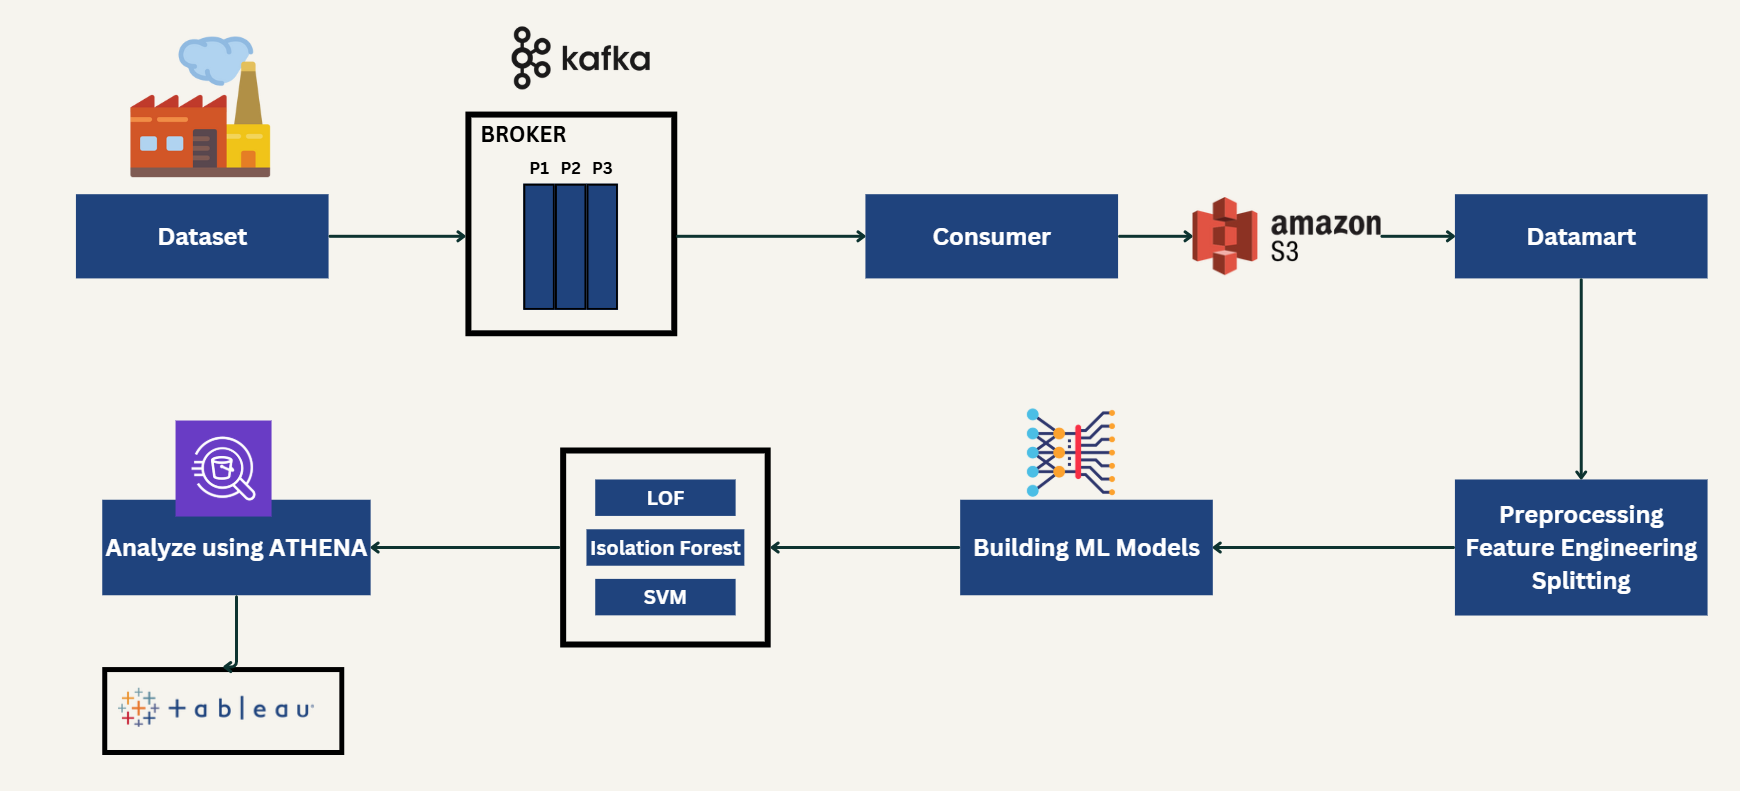 kafka
BROKER
P1 P2 P3
Dataset
Consumer
amazon
S3
Datamart
Preprocessing
Feature Engineering
Splitting
Building ML Models
LOF
Isolation Forest
SVM
Analyze using ATHENA
tableau